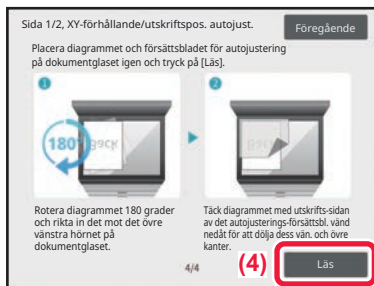 Sida 1/2, XY-förhållande/utskriftspos. autojust.
Föregående
Placera diagrammet och försättsbladet för autojustering
på dokumentglaset igen och tryck på [Läs].
1
2
180°
Back
Rotera diagrammet 180 grader
och rikta in det mot det övre
vänstra hörnet på
dokumentglaset.
Täck diagrammet med utskrifts-sidan
av det autojusterings-försättsbl. vänd
nedåt för att dölja dess vän. och övre
kanter.
4/4
(4)
Läs